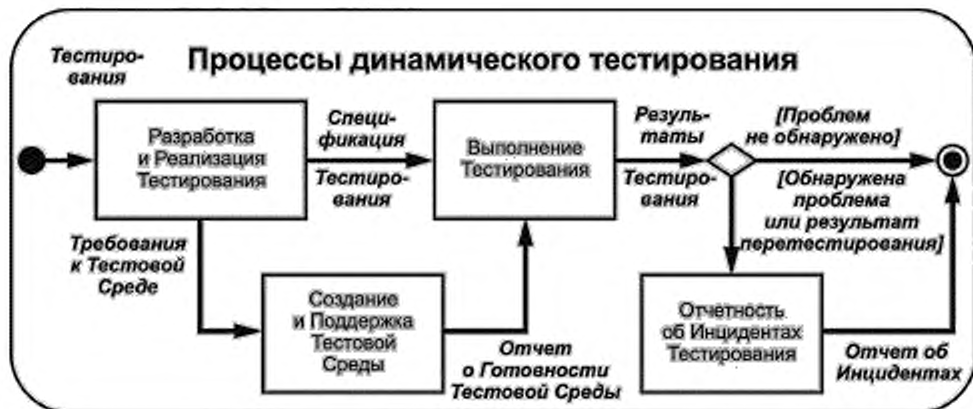 Тестиро-
вания
Процессы динамического тестирования
Разработка
и Реализация
Тестирования
Специ-
фикация
Тестиро-
вания
Выполнение
Тестирования
Резуль-
таты
Тестиро-
вания
[Проблем
не обнаружено]
[Обнаружена
проблема
или результат
перетестирования]
Требования
к Тестовой
Среде
Создание
и Поддержка
Тестовой
Среды
Отчет
о Готовности
Тестовой Среды
Отчетность
об Инцидентах
Тестирования
Отчет об
Инцидентах